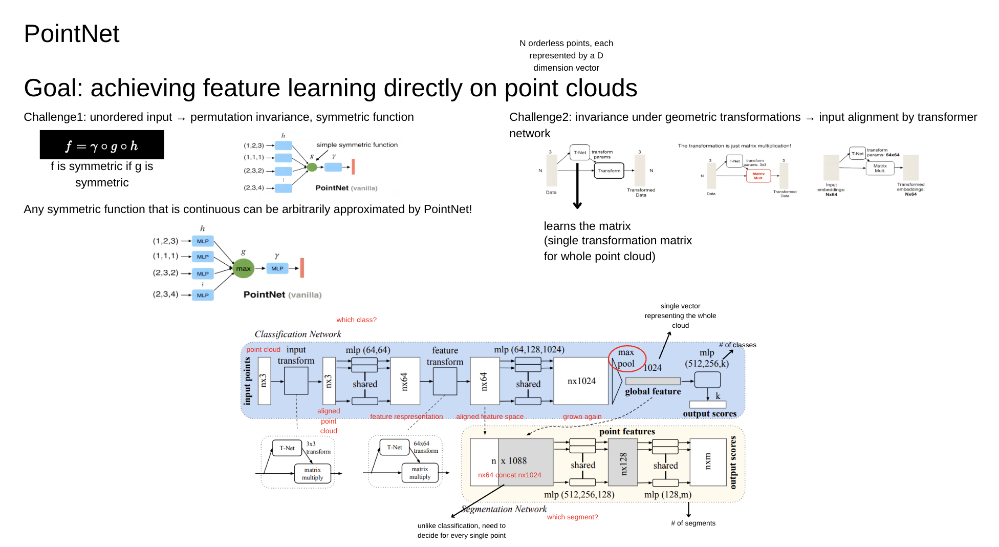 PointNet
N orderless points, each
represented by a D
dimension vector
Goal: achieving feature learning directly on point clouds
Challenge1: unordered input → permutation invariance, symmetric function
f = γ ∘ g ∘ h
f is symmetric if g is
symmetric
h
(1,2,3)
(1,1,1)
(2,3,2)
⋮
(2,3,4)
simple symmetric function
g
γ
PointNet (vanilla)
Any symmetric function that is continuous can be arbitrarily approximated by PointNet!
h
(1,2,3) MLP
(1,1,1) MLP
(2,3,2) MLP
⋮
(2,3,4) MLP
g
max
γ
MLP
PointNet (vanilla)
Challenge2: invariance under geometric transformations → input alignment by transformer
network
3
N
Data
T-Net
transform
params
Transform
3
N
Transformed
Data
The transformation is just matrix multiplication!
3
N
Data
T-Net
transform
params: 3x3
Matrix
Mult.
3
Transformed
Data
T-Net
transform
params: 64x64
Matrix
Mult.
Input
embeddings:
Nx64
Transformed
embeddings:
Nx64
learns the matrix
(single transformation matrix
for whole point cloud)
which class?
single vector
representing the whole
cloud
# of classes
Classification Network
point cloud
input points
nx3
input
transform
nx3
mlp (64,64)
shared
nx64
feature
transform
nx64
mlp (64,128,1024)
shared
nx1024
max
pool
1024
global feature
mlp
(512,256,k)
k
output scores
aligned
point
cloud
feature respresentation
aligned feature space
grown again
T-Net
3x3
transform
matrix
multiply
T-Net
64x64
transform
matrix
multiply
point features
n x 1088
nx64 concat nx1024
shared
mlp (512,256,128)
nx128
shared
mlp (128,m)
nxm
output scores
Segmentation Network
which segment?
unlike classification, need to
decide for every single point
# of segments